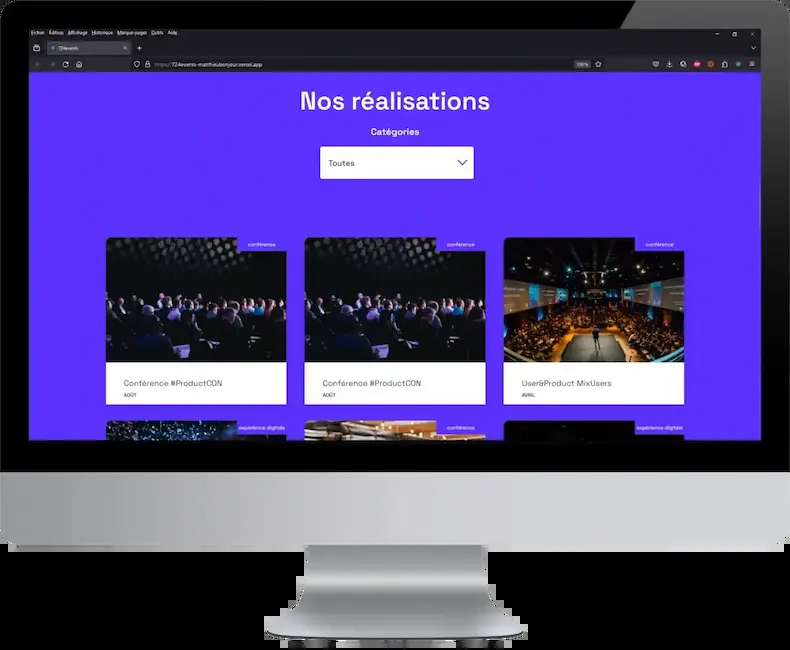 Fichier Édition Affichage Historique Marque-pages Outils Aide
724events
https://724events-matthieubonjour.vercel.app
Nos réalisations
Catégories
Toutes
conférence
conférence
conférence
Conférence #ProductCON
AOÛT
Conférence #ProductCON
AOÛT
User&Product MixUsers
AVRIL
expérience digitale
conférence
expérience digitale